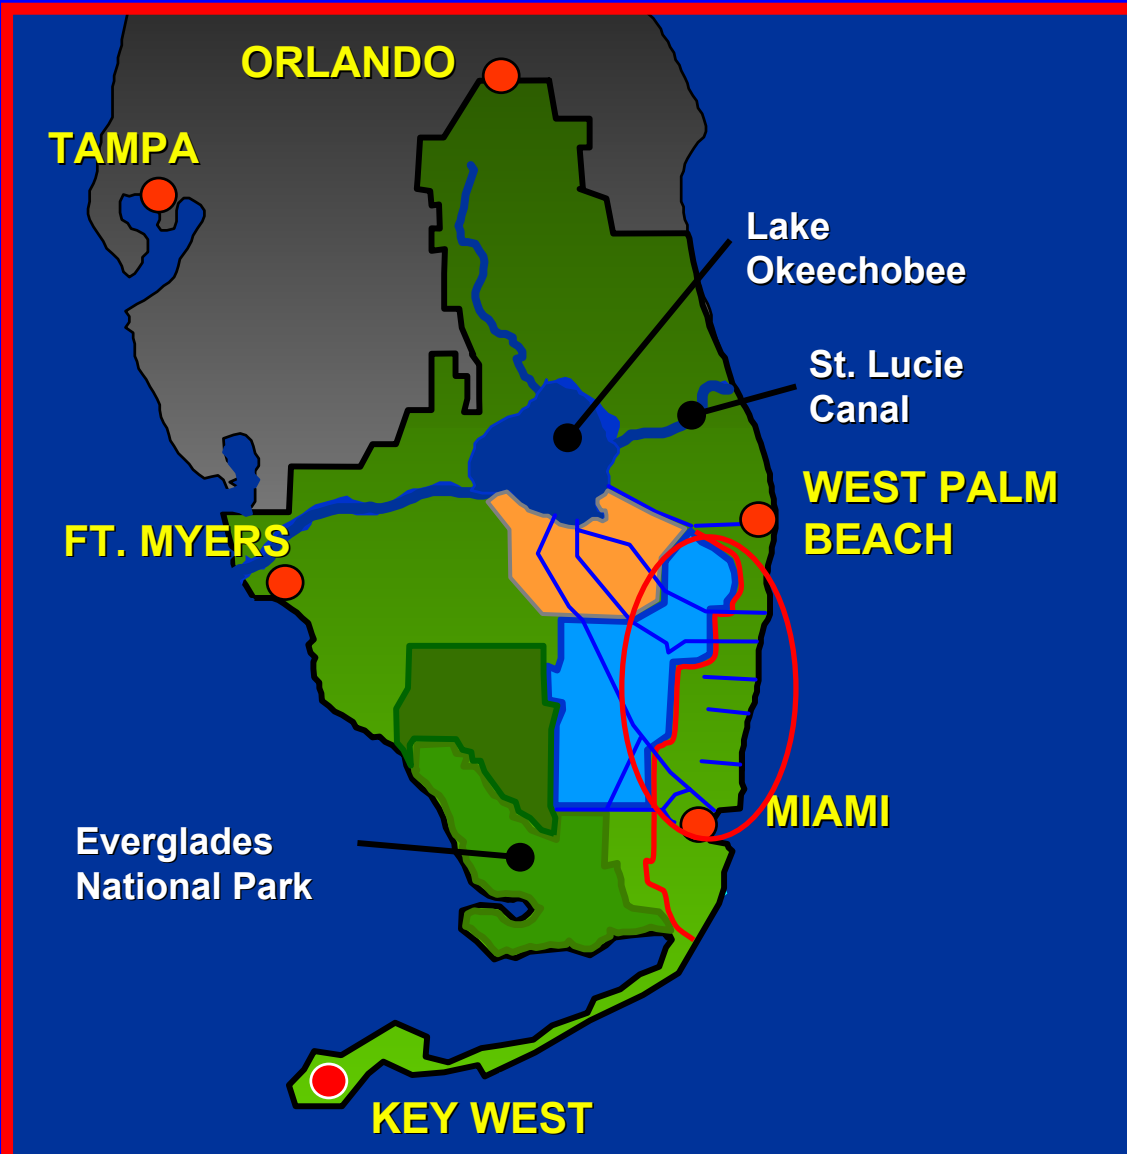 ORLANDO
TAMPA
Lake
Okeechobee
St. Lucie
Canal
WEST PALM
BEACH
FT. MYERS
MIAMI
Everglades
National Park
KEY WEST